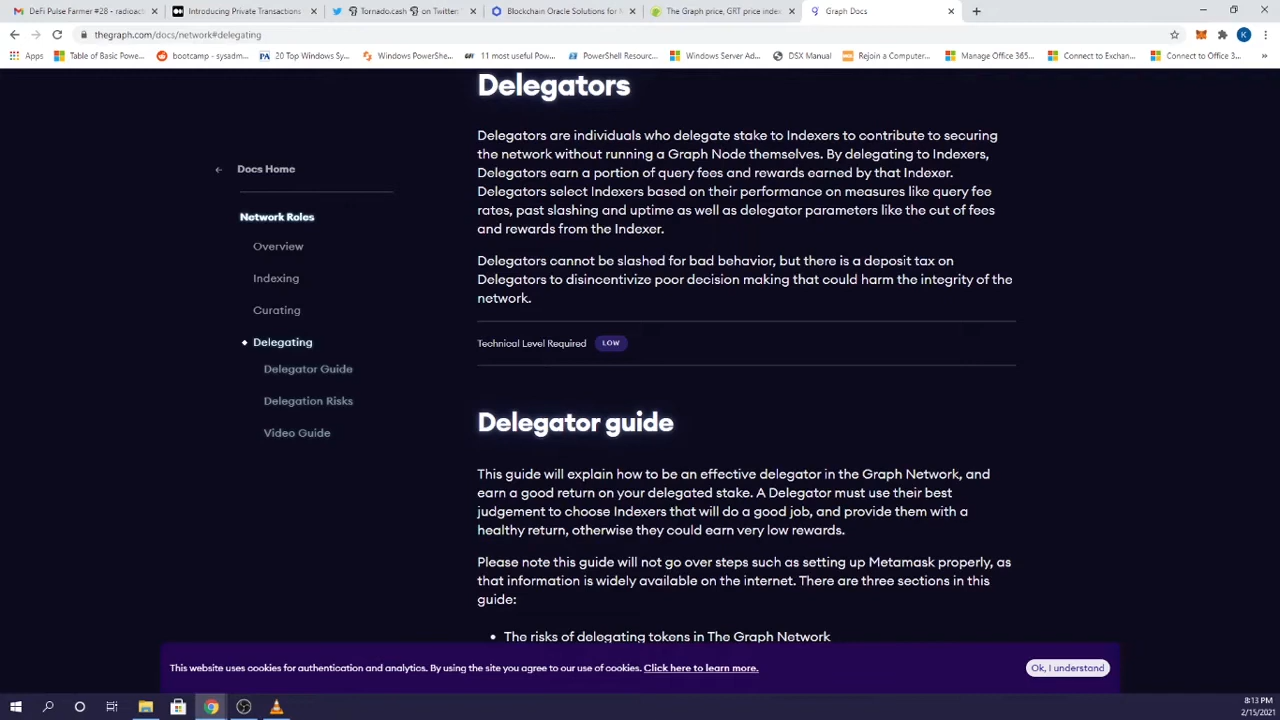 DeFi Pulse Farmer #28 - radioact
Introducing Private Transactions
Tornado.cash on Twitter:
Blockchain Oracle Solutions for
The Graph price, GRT price index
Graph Docs
thegraph.com/docs/network#delegating
K
Apps
Table of Basic Powe...
bootcamp - sysadm...
20 Top Windows Sy...
Windows PowerShe...
11 most useful Pow...
PowerShell Resourc...
Windows Server Ad...
DSX Manual
Rejoin a Computer...
Manage Office 365...
Connect to Exchan...
Connect to Office 3...
Delegators
Delegators are individuals who delegate stake to Indexers to contribute to securing
the network without running a Graph Node themselves. By delegating to Indexers,
Delegators earn a portion of query fees and rewards earned by that Indexer.
Delegators select Indexers based on their performance on measures like query fee
rates, past slashing and uptime as well as delegator parameters like the cut of fees
and rewards from the Indexer.
Delegators cannot be slashed for bad behavior, but there is a deposit tax on
Delegators to disincentivize poor decision making that could harm the integrity of the
network.
Technical Level Required LOW
Docs Home
Network Roles
Overview
Indexing
Curating
Delegating
Delegator Guide
Delegation Risks
Video Guide
Delegator guide
This guide will explain how to be an effective delegator in the Graph Network, and
earn a good return on your delegated stake. A Delegator must use their best
judgement to choose Indexers that will do a good job, and provide them with a
healthy return, otherwise they could earn very low rewards.
Please note this guide will not go over steps such as setting up Metamask properly, as
that information is widely available on the internet. There are three sections in this
guide:
• The risks of delegating tokens in The Graph Network
This website uses cookies for authentication and analytics. By using the site you agree to our use of cookies. Click here to learn more.
Ok, I understand
8:13 PM
2/15/2021